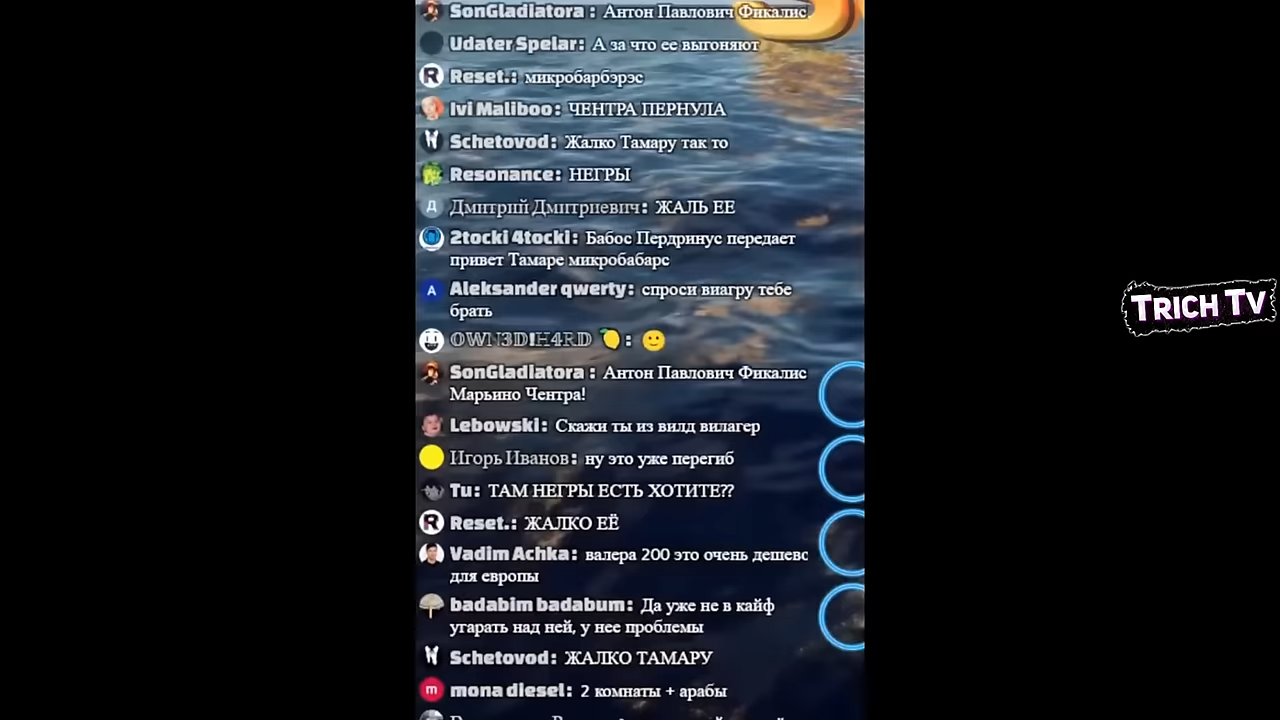 SonGladiatora : Антон Павлович Фикалис
Udater Spelar: А за что ее выгоняют
Reset.: микробарбэрэс
Ivi Maliboo: ЧЕНТРА ПЕРНУЛА
Schetovod: Жалко Тамару так то
Resonance: НЕГРЫ
Дмитрий Дмитриевич: ЖАЛЬ ЕЕ
2tocki 4tocki: Бабос Пердринус передает
привет Тамаре микробабарс
Aleksander qwerty: спроси виагру тебе
брать
OWN3D!H4RD 🍋: 🙂
SonGladiatora : Антон Павлович Фикалис
Марьино Чентра!
Lebowski: Скажи ты из вилд вилагер
Игорь Иванов: ну это уже перегиб
Tu: ТАМ НЕГРЫ ЕСТЬ ХОТИТЕ??
Reset.: ЖАЛКО ЕЁ
Vadim Achka: валера 200 это очень дешево
для европы
badabim badabum: Да уже не в кайф
угарать над ней, у нее проблемы
Schetovod: ЖАЛКО ТАМАРУ
mona diesel: 2 комнаты + арабы
TRICH TV